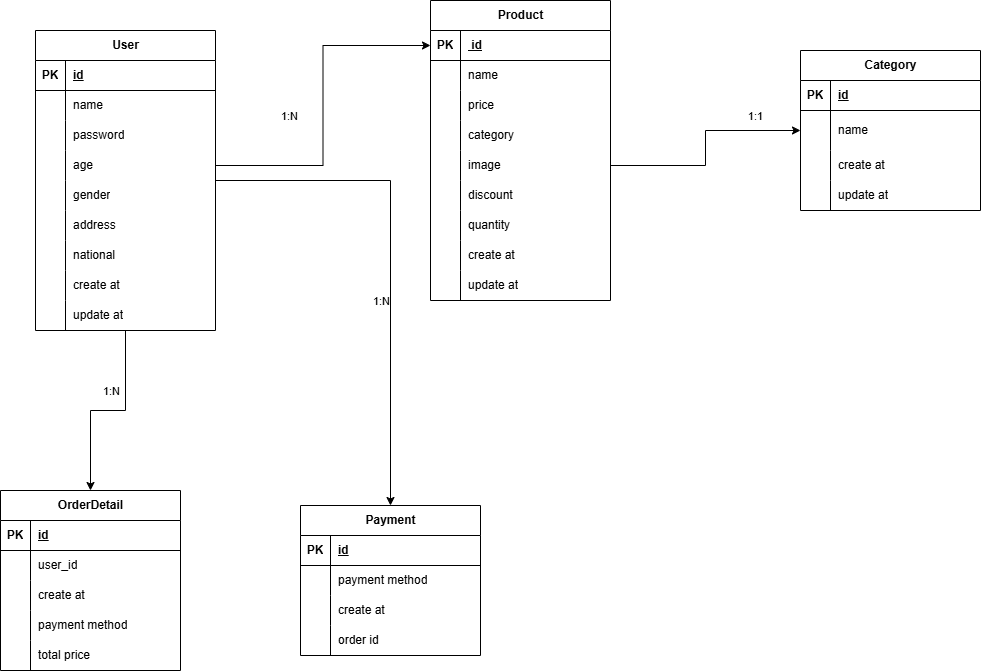 User
PK id
name
password
age
gender
address
national
create at
update at
1:N
Product
PK id
name
price
category
image
discount
quantity
create at
update at
1:1
Category
PK id
name
create at
update at
1:N
1:N
OrderDetail
PK id
user_id
create at
payment method
total price
Payment
PK id
payment method
create at
order id